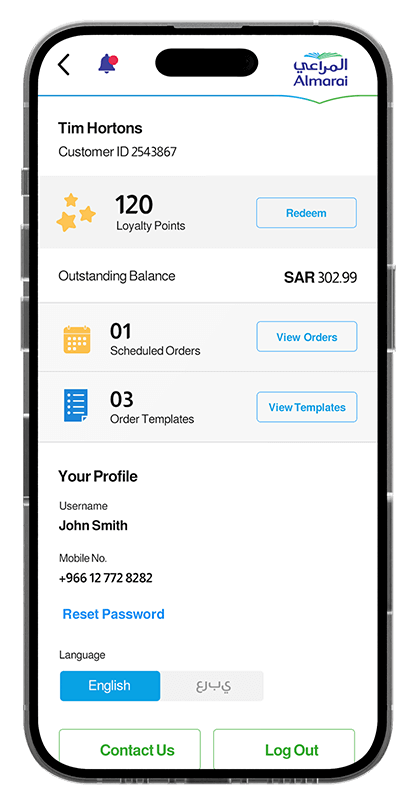 المراعي
Almarai
Tim Hortons
Customer ID 2543867
120
Loyalty Points
Redeem
Outstanding Balance
SAR 302.99
01
Scheduled Orders
View Orders
03
Order Templates
View Templates
Your Profile
Username
John Smith
Mobile No.
+966 12 772 8282
Reset Password
Language
English
يبرع
Contact Us
Log Out